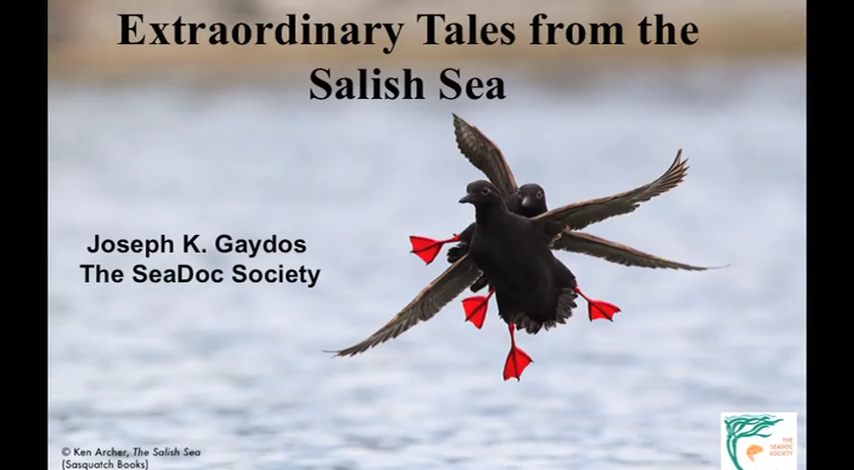 Extraordinary Tales from the
Salish Sea
Joseph K. Gaydos
The SeaDoc Society
© Ken Archer, The Salish Sea
(Sasquatch Books)
THE
SEADOC
SOCIETY